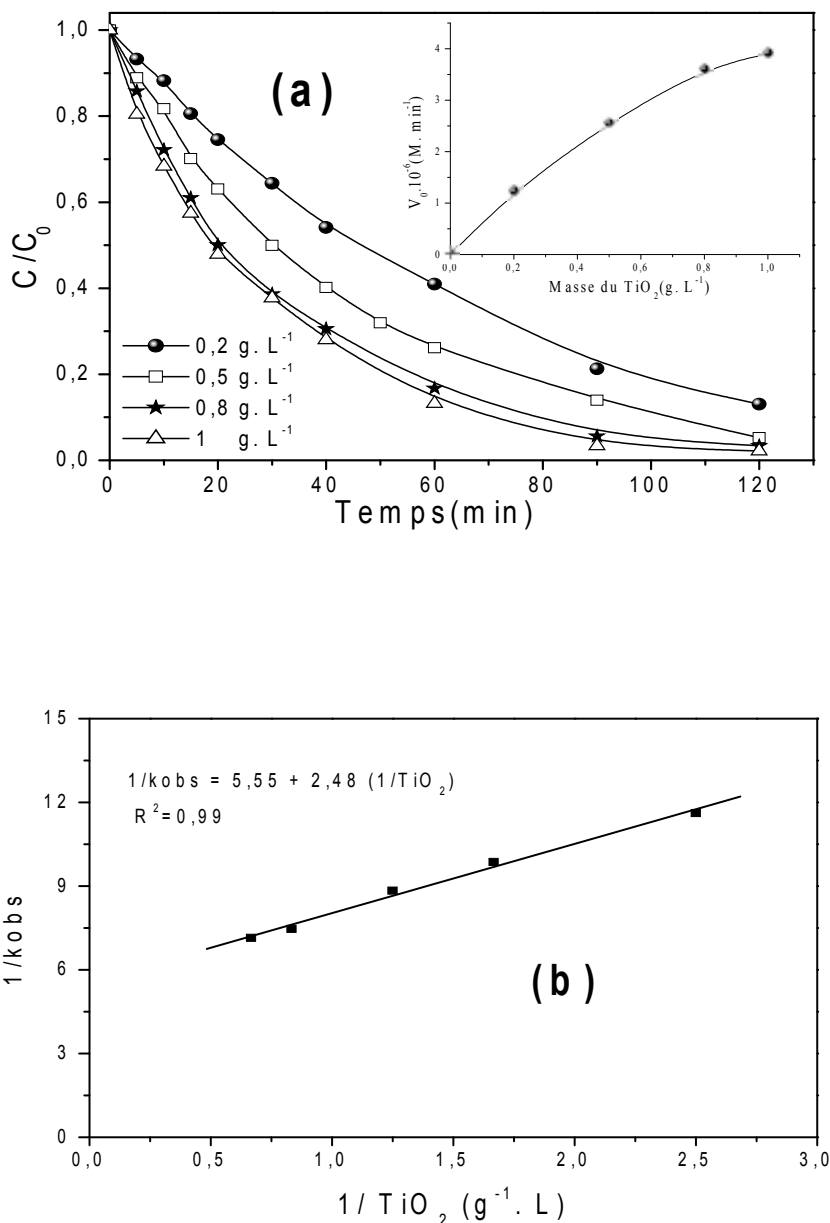 (a)
C/C0
1,0
0,8
0,6
0,4
0,2
0,0
0,2 g. L-1
0,5 g. L-1
0,8 g. L-1
1 g. L-1
0 20 40 60 80 100 120
Temps(min)
V0.10-6(M. min-1)
4
3
2
1
0
0,0 0,2 0,4 0,6 0,8 1,0
Masse du TiO2(g. L-1)
1/kobs
15
12
9
6
3
0
1/kobs = 5,55 + 2,48 (1/TiO2)
R2=0,99
(b)
0,0 0,5 1,0 1,5 2,0 2,5 3,0
1/ TiO2 (g-1. L)